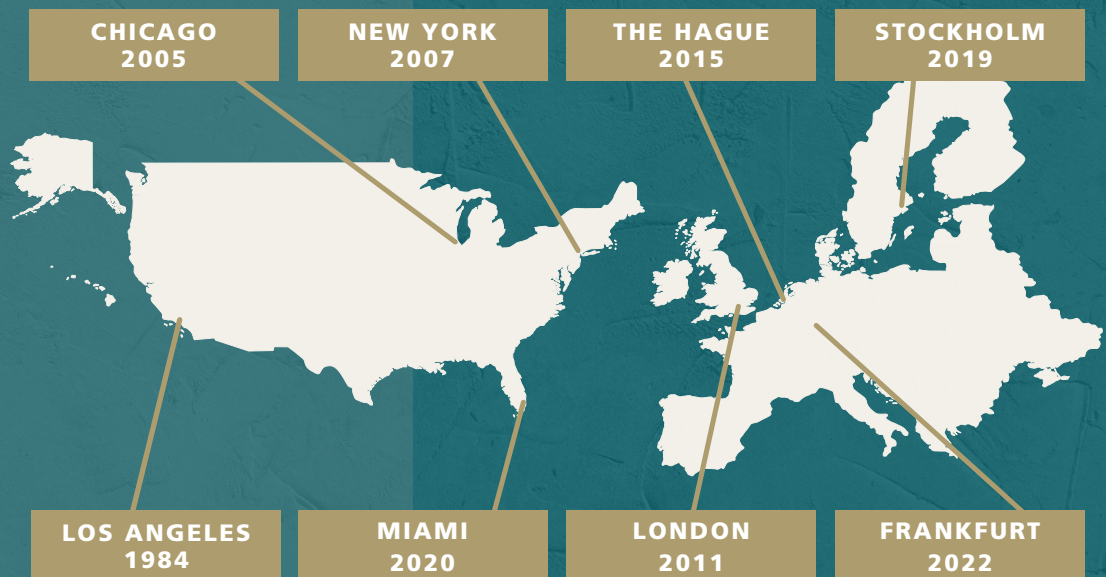 CHICAGO
2005
NEW YORK
2007
THE HAGUE
2015
STOCKHOLM
2019
LOS ANGELES
1984
MIAMI
2020
LONDON
2011
FRANKFURT
2022